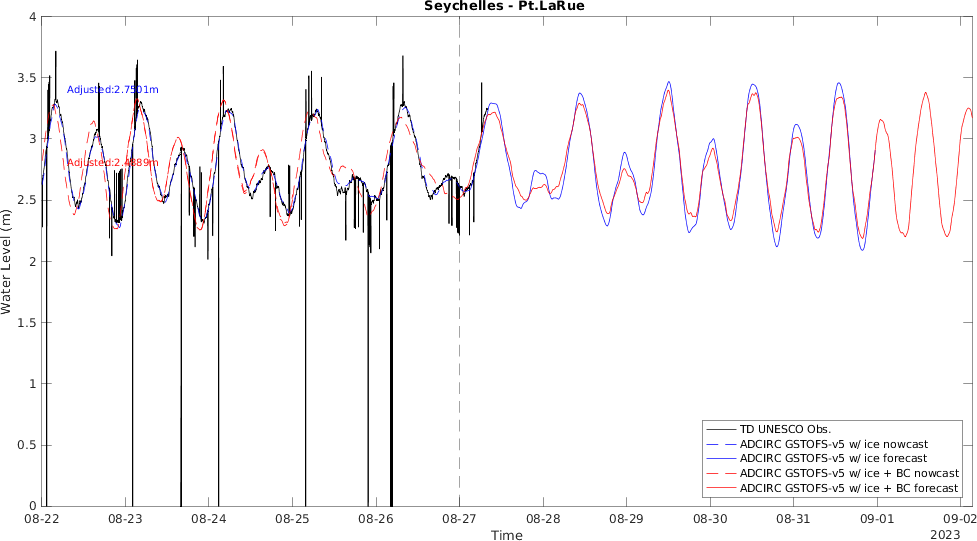 Seychelles - Pt.LaRue
Water Level (m)
4
3.5
3
2.5
2
1.5
1
0.5
0
Adjusted:2.7501m
Adjusted:2.4889m
TD UNESCO Obs.
ADCIRC GSTOFS-v5 w/ ice nowcast
ADCIRC GSTOFS-v5 w/ ice forecast
ADCIRC GSTOFS-v5 w/ ice + BC nowcast
ADCIRC GSTOFS-v5 w/ ice + BC forecast
08-22 08-23 08-24 08-25 08-26 08-27 08-28 08-29 08-30 08-31 09-01 09-02
Time 2023